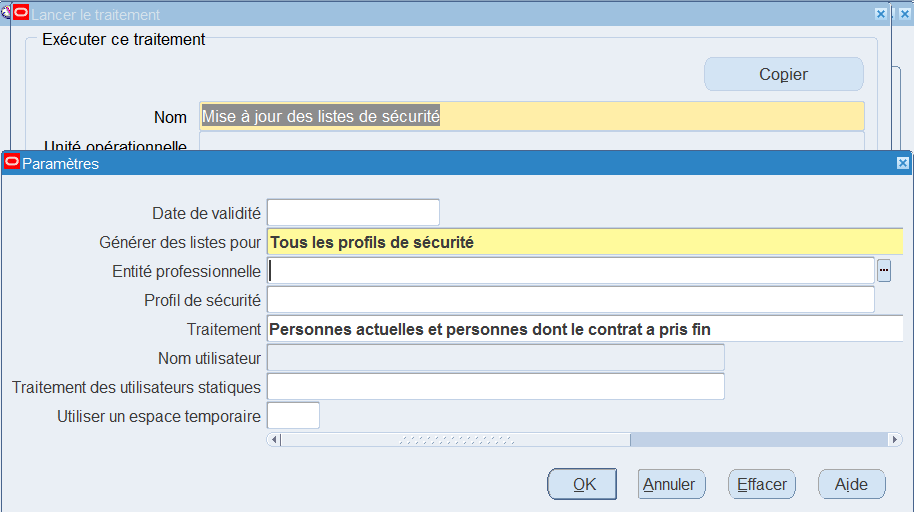 Lancer le traitement
Exécuter ce traitement
Copier
Nom Mise à jour des listes de sécurité
Unité opérationnelle
Paramètres
Date de validité
Générer des listes pour Tous les profils de sécurité
Entité professionnelle ...
Profil de sécurité
Traitement Personnes actuelles et personnes dont le contrat a pris fin
Nom utilisateur
Traitement des utilisateurs statiques
Utiliser un espace temporaire
OK Annuler Effacer Aide